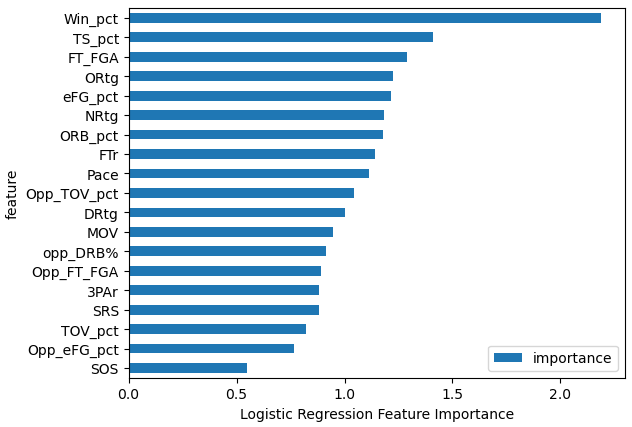 Win_pct
TS_pct
FT_FGA
ORtg
eFG_pct
NRtg
ORB_pct
FTr
Pace
Opp_TOV_pct
DRtg
MOV
opp_DRB%
Opp_FT_FGA
3PAr
SRS
TOV_pct
Opp_eFG_pct
SOS
feature
importance
0.0 0.5 1.0 1.5 2.0
Logistic Regression Feature Importance